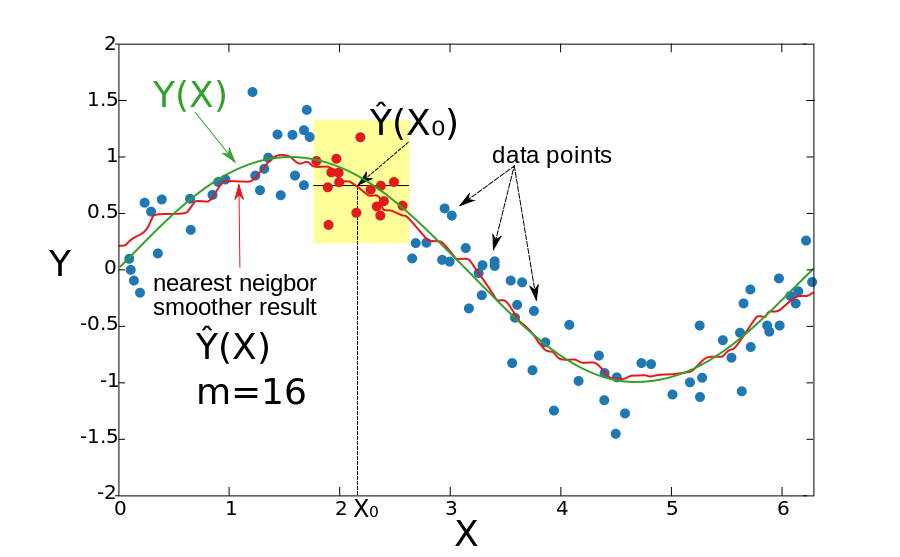 2
1.5
1
0.5
0
-0.5
-1
-1.5
-2
Y
Y(X)
Ŷ(X₀)
data points
nearest neigbor
smoother result
Ŷ(X)
m=16
0 1 2 X₀ 3 4 5 6
X